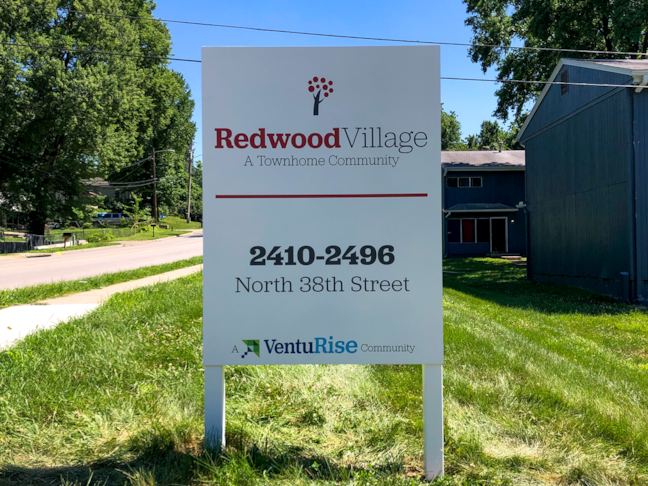 RedwoodVillage
A Townhome Community
2410-2496
North 38th Street
A VentuRise Community